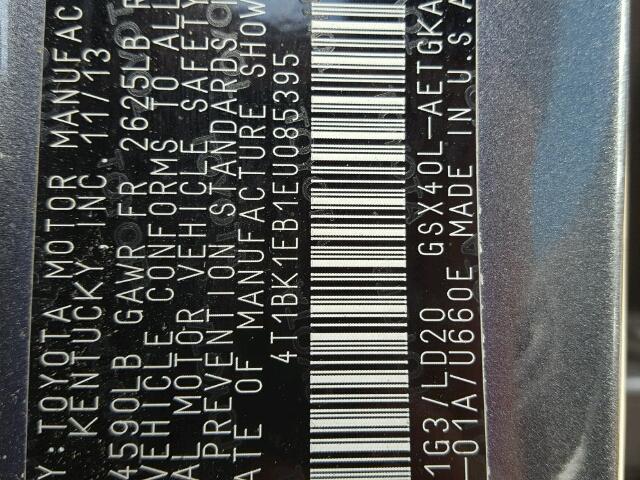 Y:TOYOTA MOTOR MANUFAC
KENTUCKY,INC. 11/13
4590LB GAWR FR 2625LB R
VEHICLE CONFORMS TO ALL
AL MOTOR VEHICLE SAFETY
PREVENTION STANDARDS
ATE OF MANUFACTURE SHOW
4T1BK1EB1EU085395
1G3/LD20 GSX40L-AETGKA
-01A/U660E MADE IN U.S.A